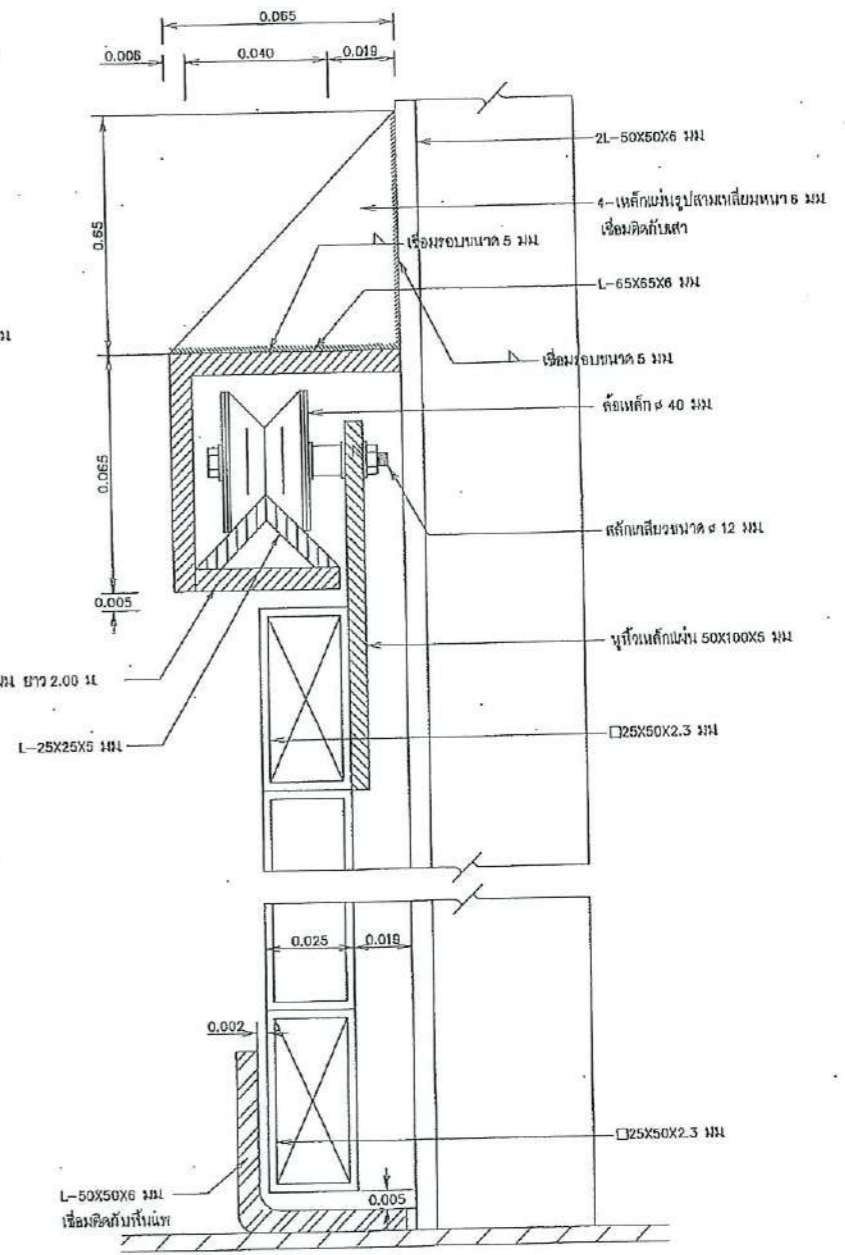 0.065
0.006
0.040
0.019
2L-50X50X6 มม
4-เหล็กแผ่นรูปสามเหลี่ยมหนา 6 มม
เชื่อมติดกับเสา
0.65
เชื่อมรอบขนาด 5 มม.
L-65X65X6 มม
เชื่อมรอบขนาด 5 มม
ล้อเหล็ก ø 40 มม.
0.065
สลักเกลียวขนาด ø 12 มม.
0.005
หูหิ้วเหล็กแผ่น 50X100X5 มม
ยาว 2.00 ม.
L-25X25X5 มม.
□25X50X2.3 มม
0.025
0.019
0.002
□25X50X2.3 มม
L-50X50X6 มม.
เชื่อมติดกับพื้นแพ
0.005